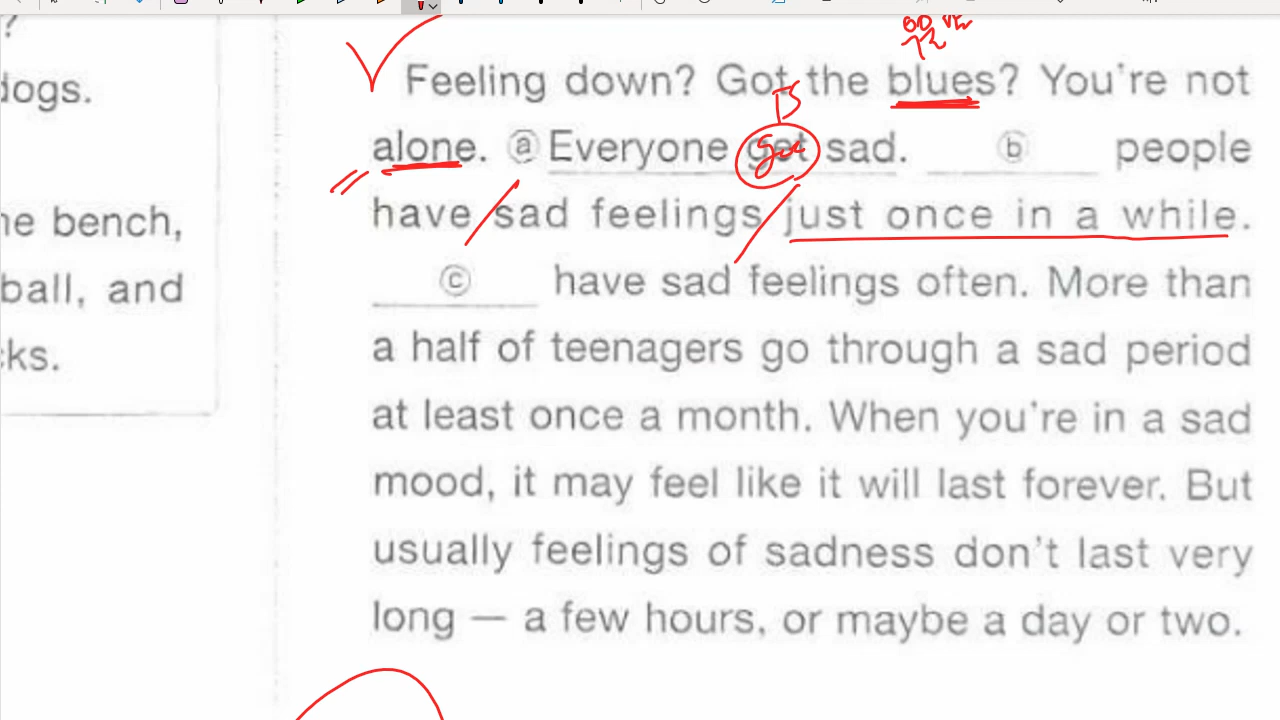 ?
dogs.
ne bench,
ball, and
cks.
Feeling down? Got the blues? You're not
alone. ⓐ Everyone get sad. ⓑ people
have sad feelings just once in a while.
ⓒ have sad feelings often. More than
a half of teenagers go through a sad period
at least once a month. When you're in a sad
mood, it may feel like it will last forever. But
usually feelings of sadness don't last very
long — a few hours, or maybe a day or two.